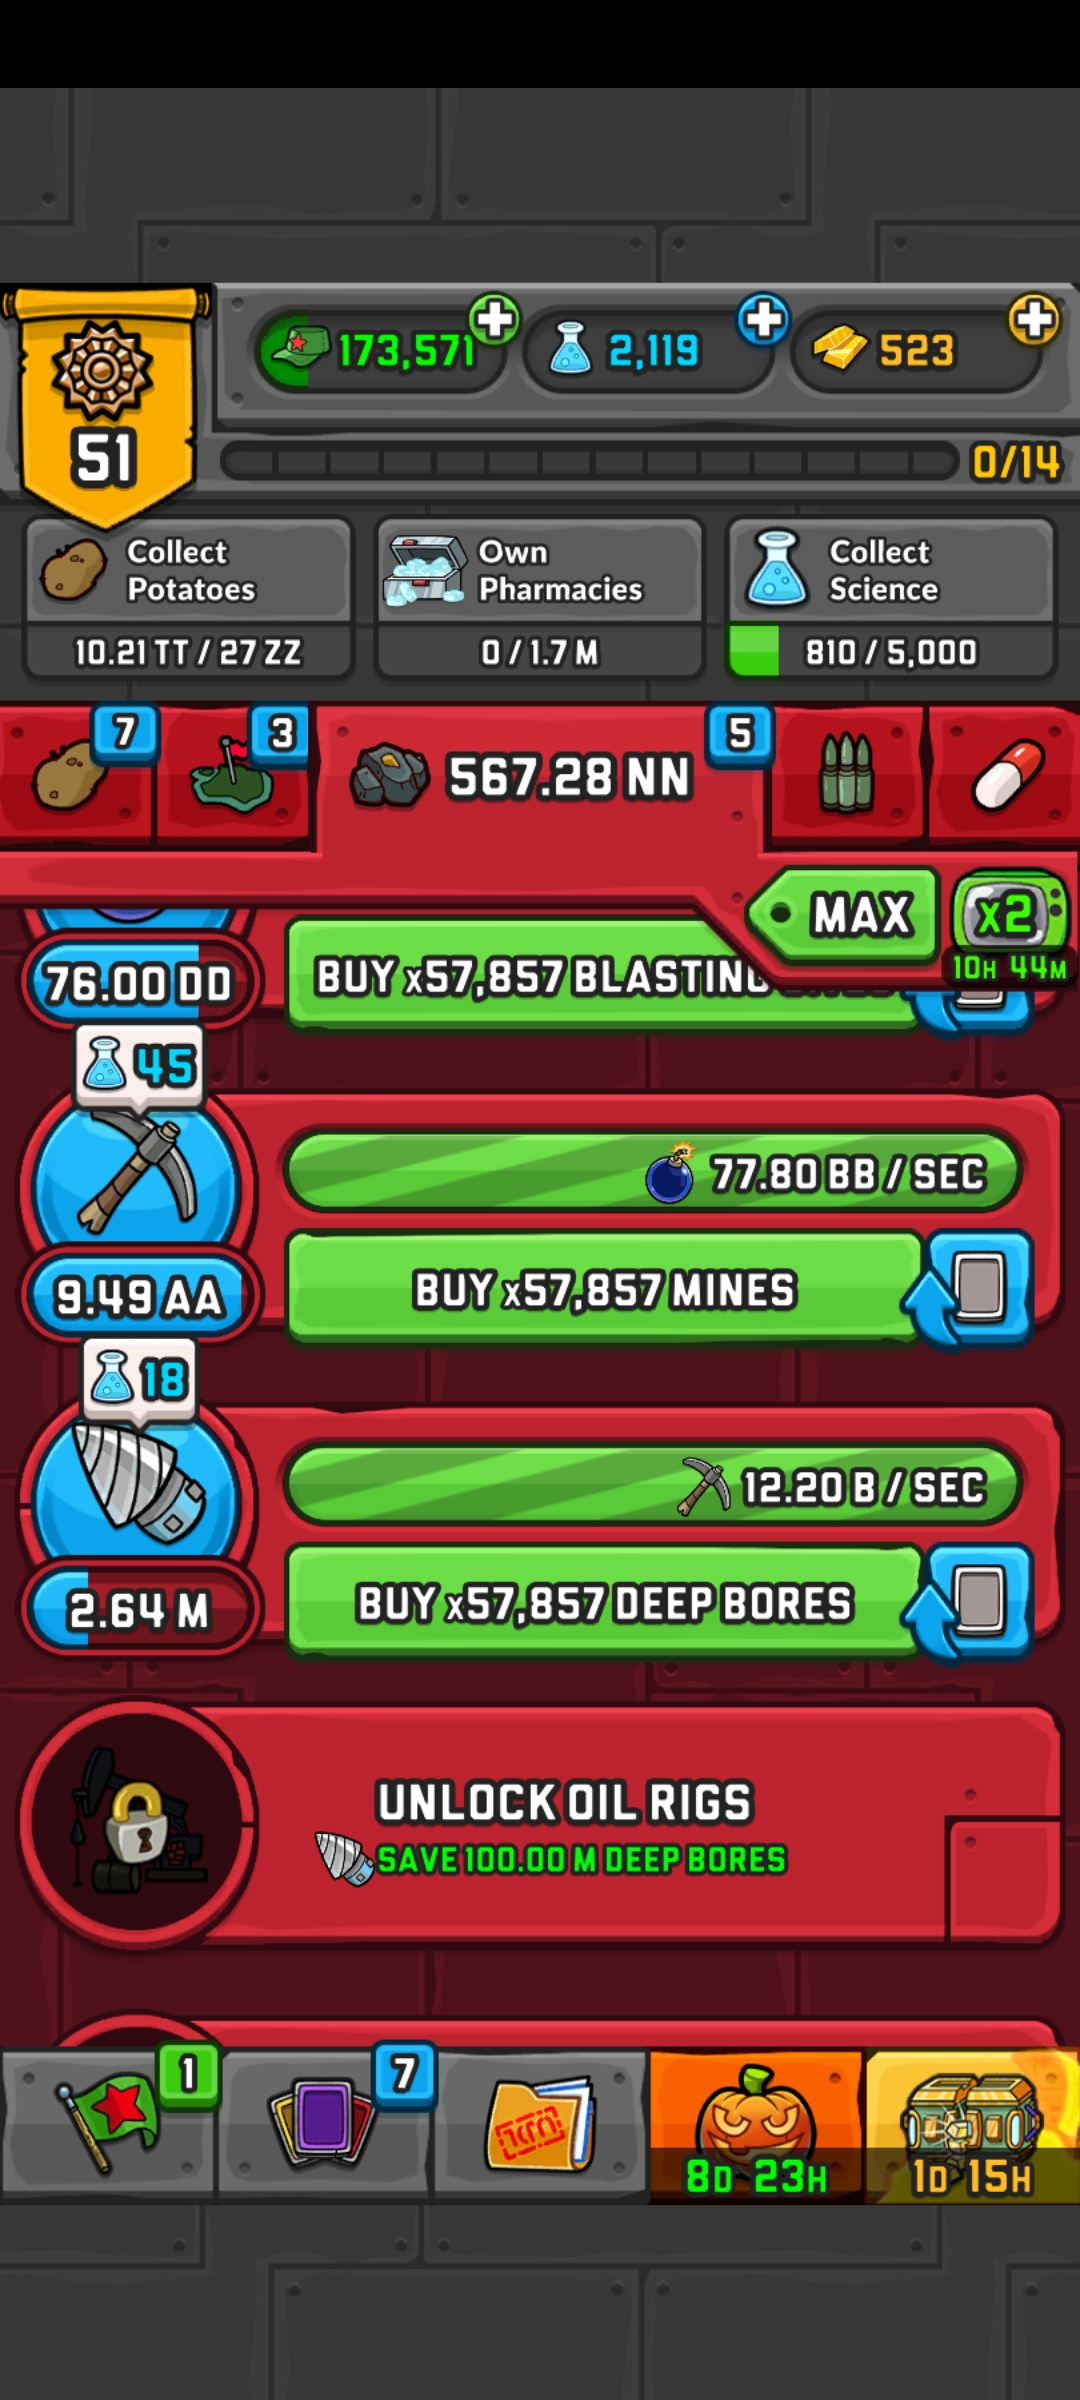 173,571
2,119
523
51
0/14
Collect
Potatoes
10.21 TT / 27 ZZ
Own
Pharmacies
0 / 1.7 M
Collect
Science
810 / 5,000
7
3
567.28 NN
5
MAX
x2
10H 44M
76.00 DD
BUY x57,857 BLASTING
45
77.80 BB / SEC
9.49 AA
BUY x57,857 MINES
18
12.20 B / SEC
2.64 M
BUY x57,857 DEEP BORES
UNLOCK OIL RIGS
SAVE 100.00 M DEEP BORES
1
7
8D 23H
1D 15H